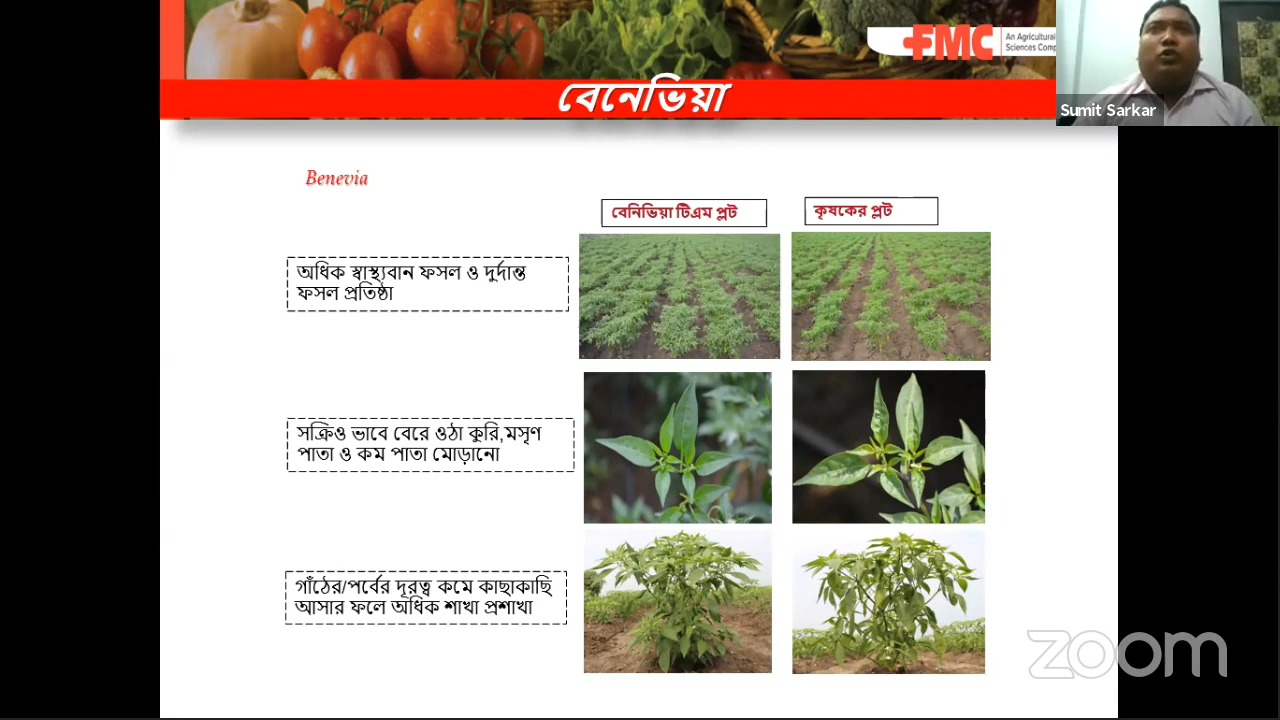 FMC
An Agricultural
Sciences Comp
বেনেভিয়া
Sumit Sarkar
Benevia
বেনিভিয়া টিএম প্লট
কৃষকের প্লট
অধিক স্বাস্থ্যবান ফসল ও দুর্দান্ত
ফসল প্রতিষ্ঠা
সক্রিও ভাবে বেরে ওঠা কুরি,মসৃণ
পাতা ও কম পাতা মোড়ানো
গাঁঠের/পর্বের দূরত্ব কমে কাছাকাছি
আসার ফলে অধিক শাখা প্রশাখা
zoom